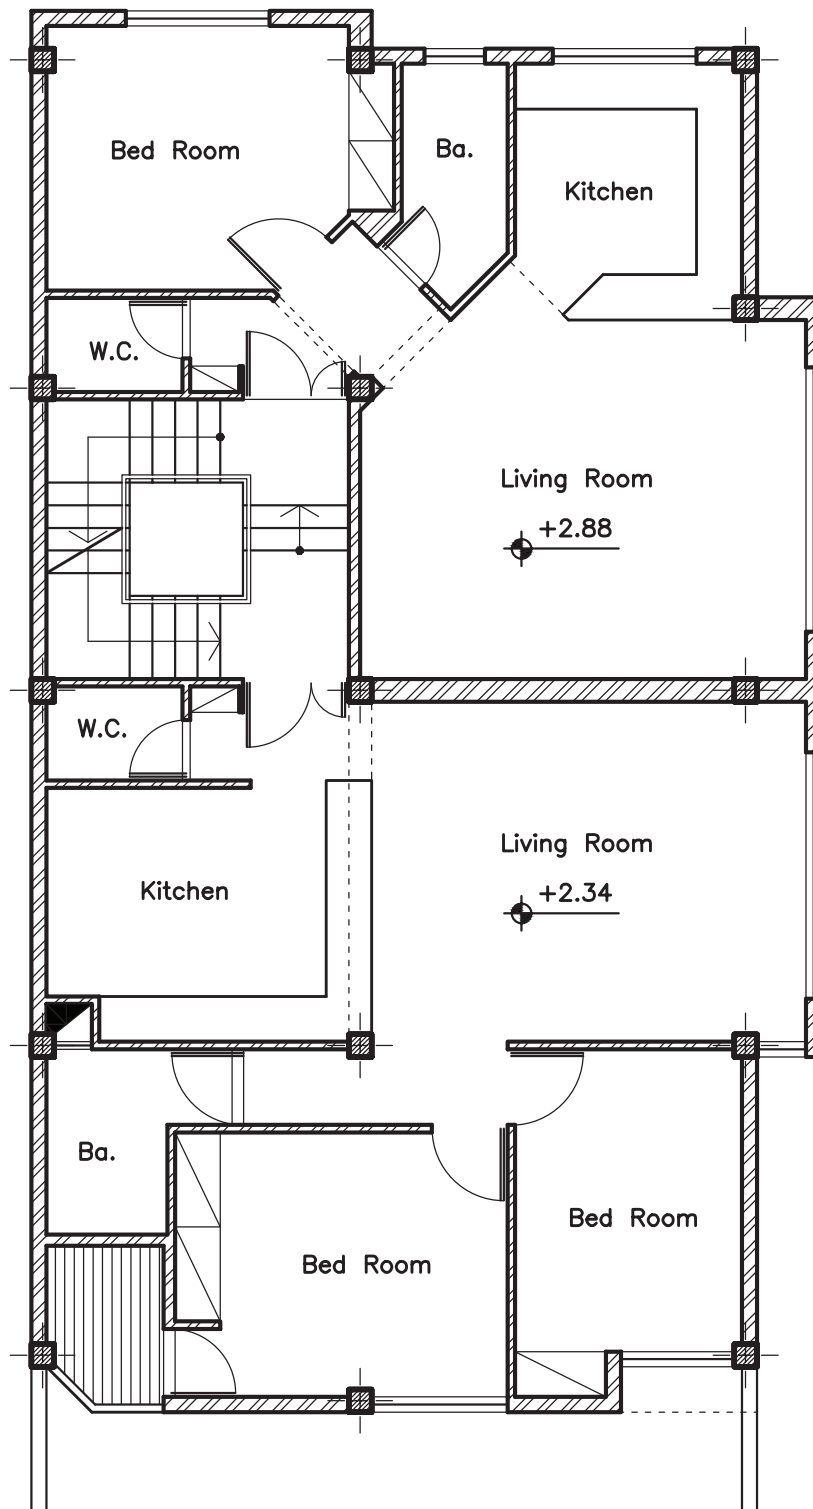 Bed Room
Ba.
Kitchen
W.C.
Living Room
+2.88
W.C.
Living Room
Kitchen
+2.34
Ba.
Bed Room
Bed Room